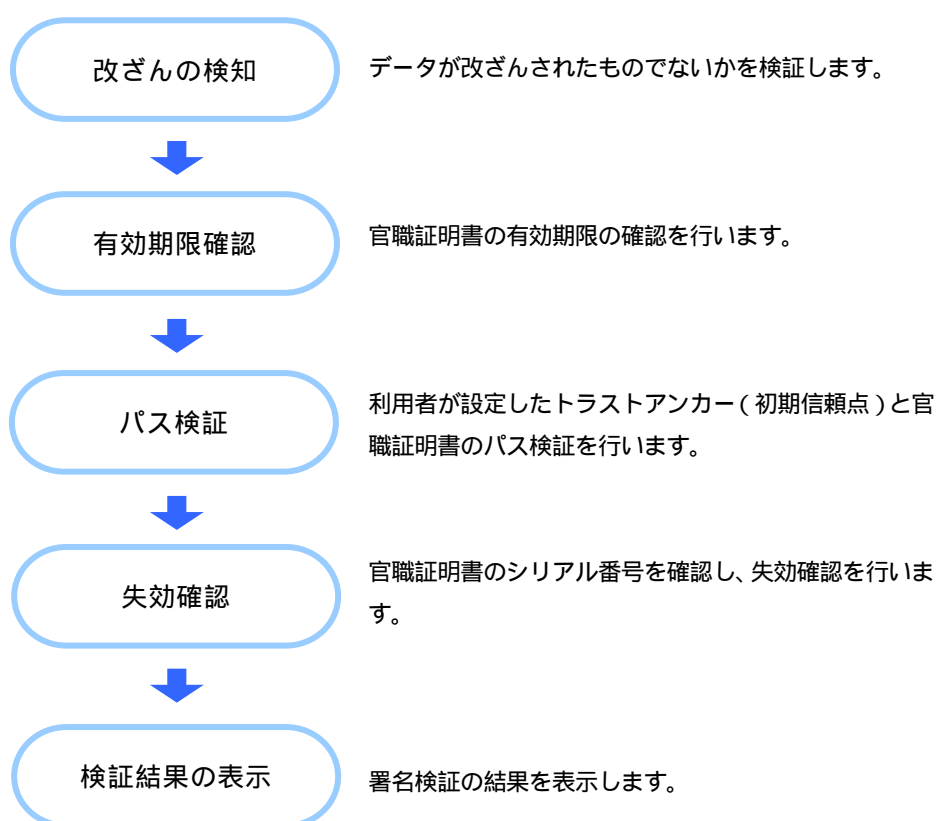 改ざんの検知
データが改ざんされたものでないかを検証します。
有効期限確認
官職証明書の有効期限の確認を行います。
パス検証
利用者が設定したトラストアンカー(初期信頼点)と官
職証明書のパス検証を行います。
失効確認
官職証明書のシリアル番号を確認し、失効確認を行いま
す。
検証結果の表示
署名検証の結果を表示します。